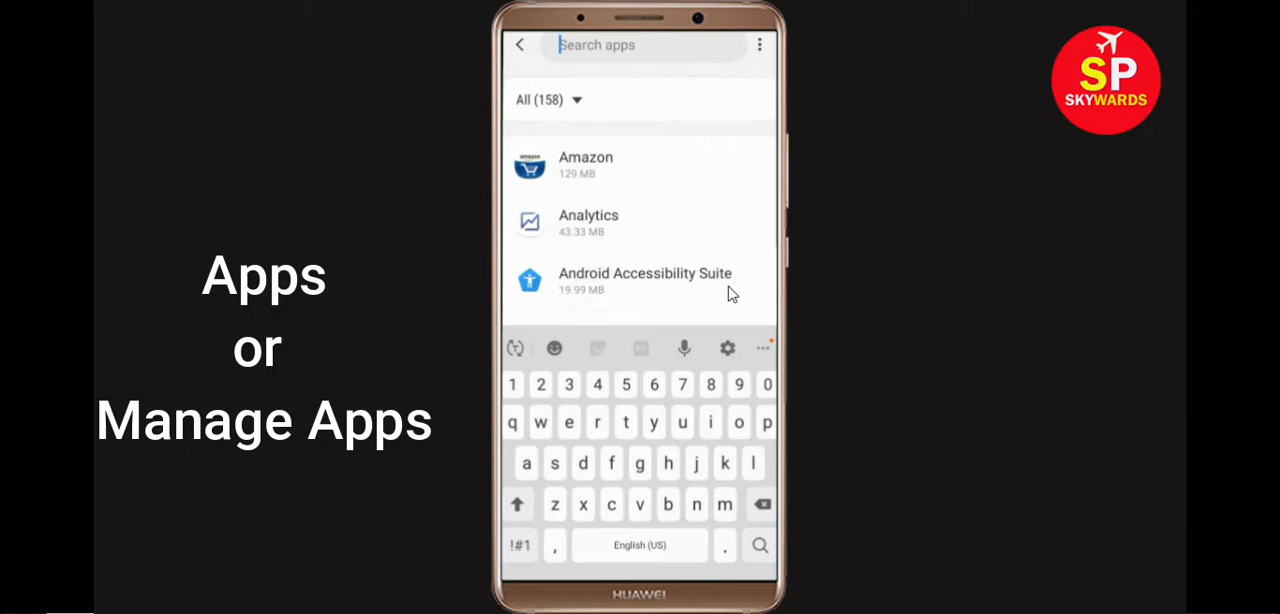 Search apps
All (158)
amazon
Amazon
129 MB
Analytics
43.33 MB
Android Accessibility Suite
19.99 MB
Apps
or
Manage Apps
SP
SKYWARDS
1 2 3 4 5 6 7 8 9 0
q w e r t y u i o p
a s d f g h j k l
z x c v b n m
!#1 , English (US) .
HUAWEI